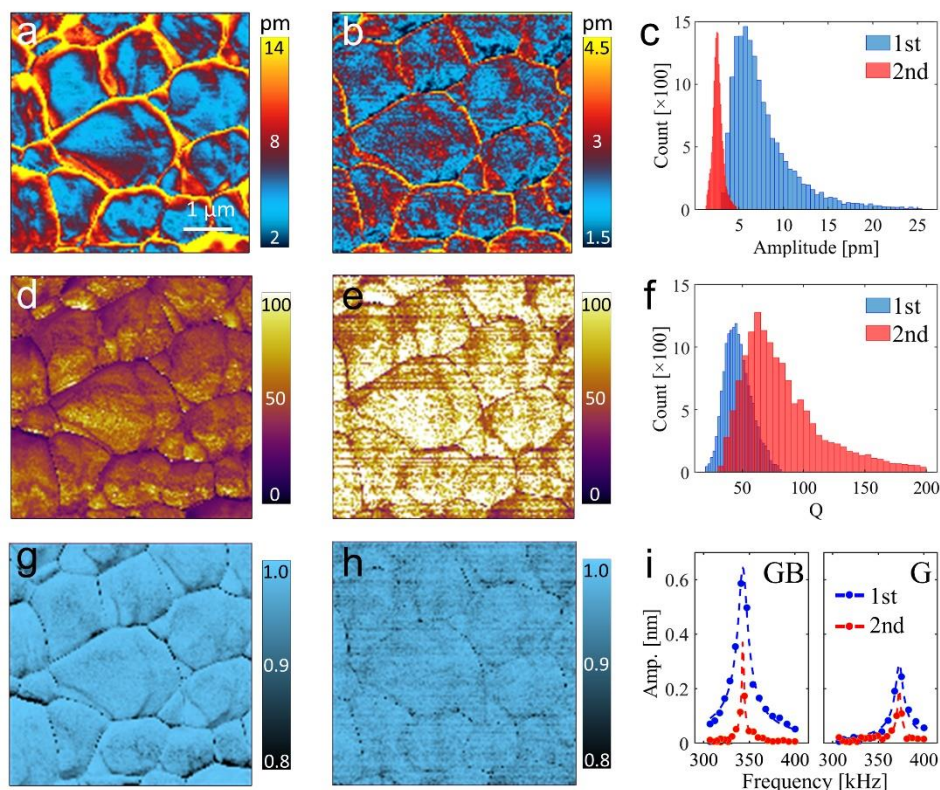 a
1 μm
pm
14
8
2
b
pm
4.5
3
1.5
c
15
10
5
0
Count [×100]
1st
2nd
5 10 15 20 25
Amplitude [pm]
d
100
50
0
e
100
50
0
f
15
10
5
0
Count [×100]
1st
2nd
50 100 150 200
Q
g
1.0
0.9
0.8
h
1.0
0.9
0.8
i
GB
G
0.6
0.4
0.2
0
Amp. [nm]
1st
2nd
300 350 400 300 350 400
Frequency [kHz]